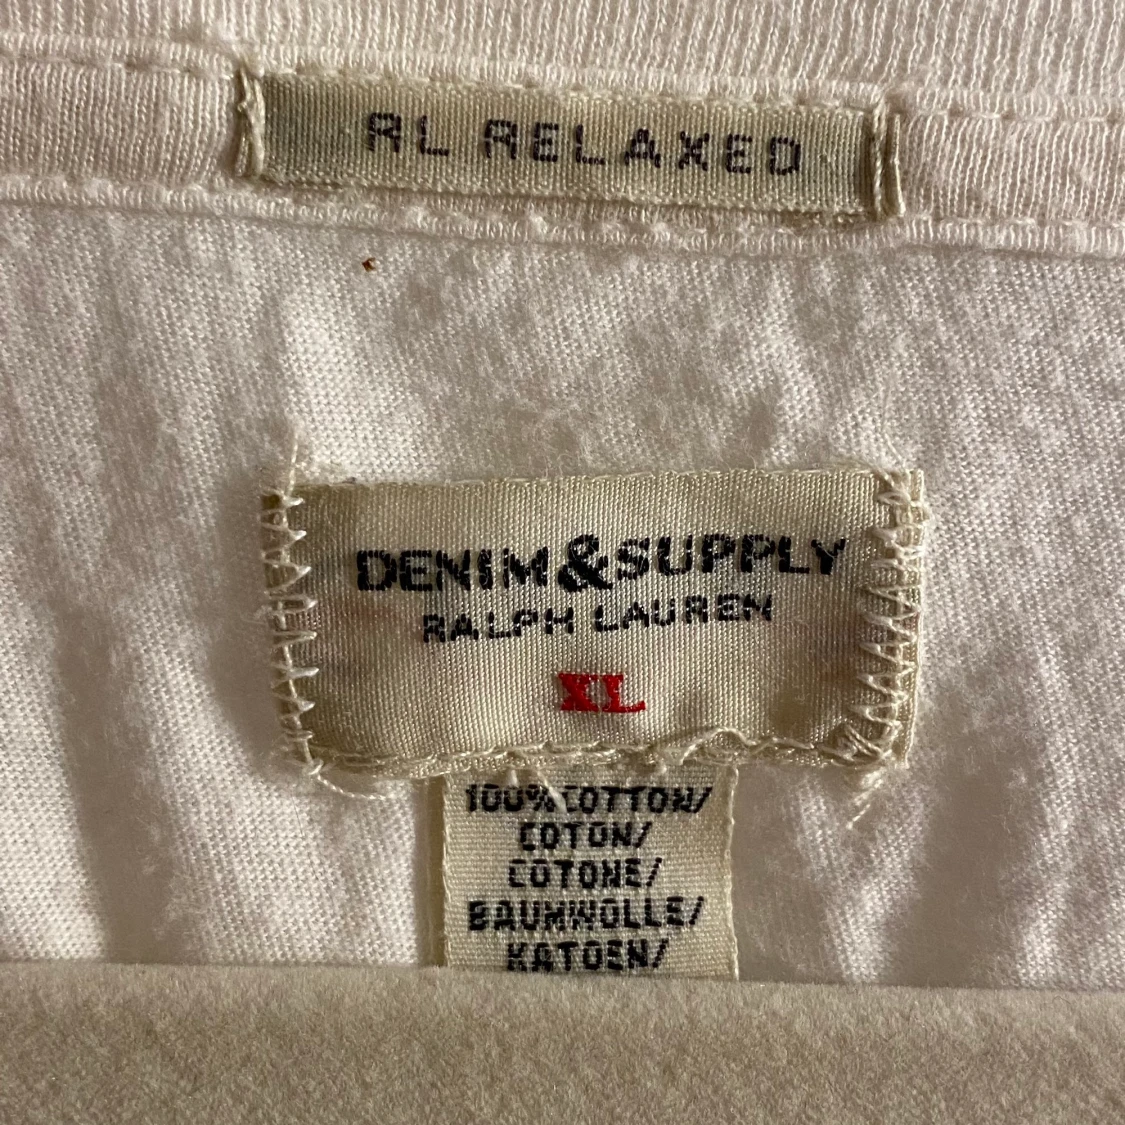 RL RELAXED
DENIM&SUPPLY
RALPH LAUREN
XL
100% COTTON/
COTON/
COTONE/
BAUMWOLLE/
KATOEN/